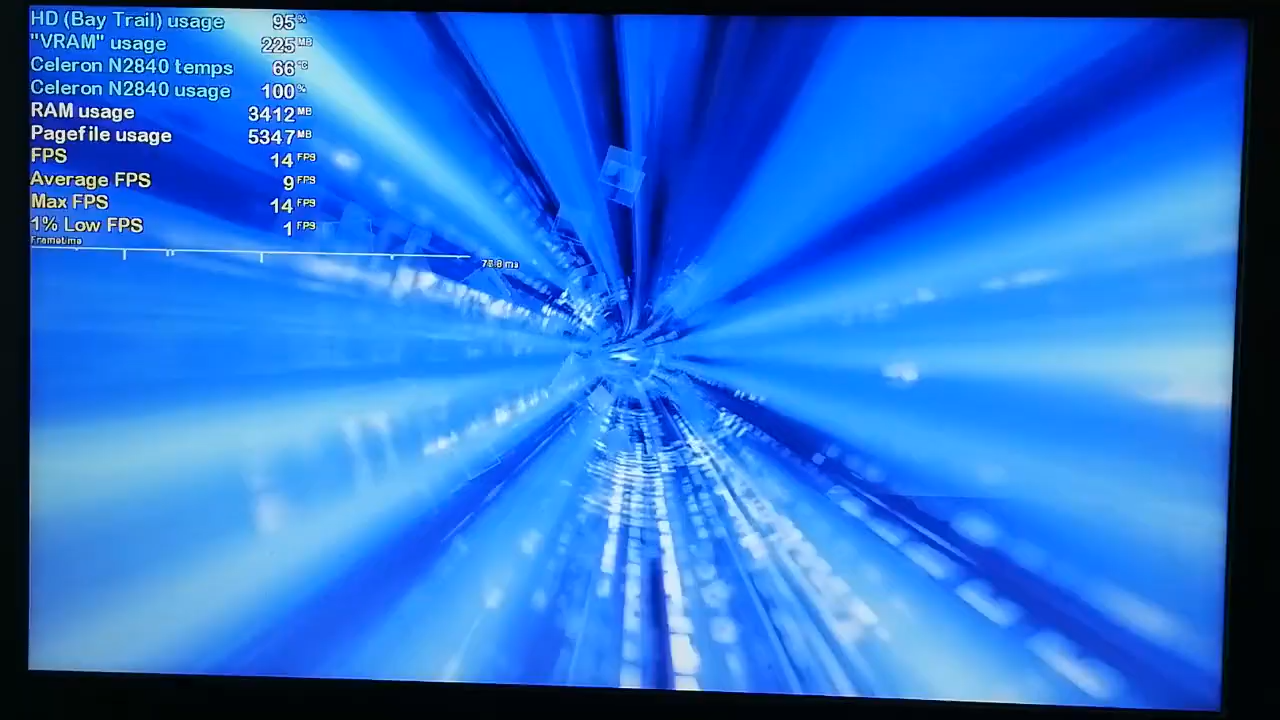 HD (Bay Trail) usage 95 %
"VRAM" usage 225 MB
Celeron N2840 temps 66 °C
Celeron N2840 usage 100 %
RAM usage 3412 MB
Pagefile usage 5347 MB
FPS 14 FPS
Average FPS 9 FPS
Max FPS 14 FPS
1% Low FPS 1 FPS
Frametime
ms